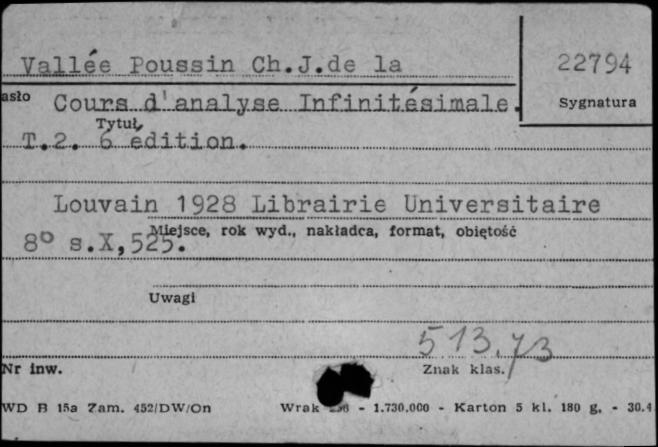 Vallée Poussin Ch.J.de la
22794
asło
Cours d'analyse Infinitésimale.
Sygnatura
Tytuł
T.2. 6 édition.
Louvain 1928 Librairie Universitaire
Miejsce, rok wyd., nakładca, format, objętość
8° s.X,525.
Uwagi
513.73
Nr inw.
Znak klas.
WD B 15a Zam. 452/DW/On
Wrak - 1.730.000 - Karton 5 kl. 180 g. - 30.4